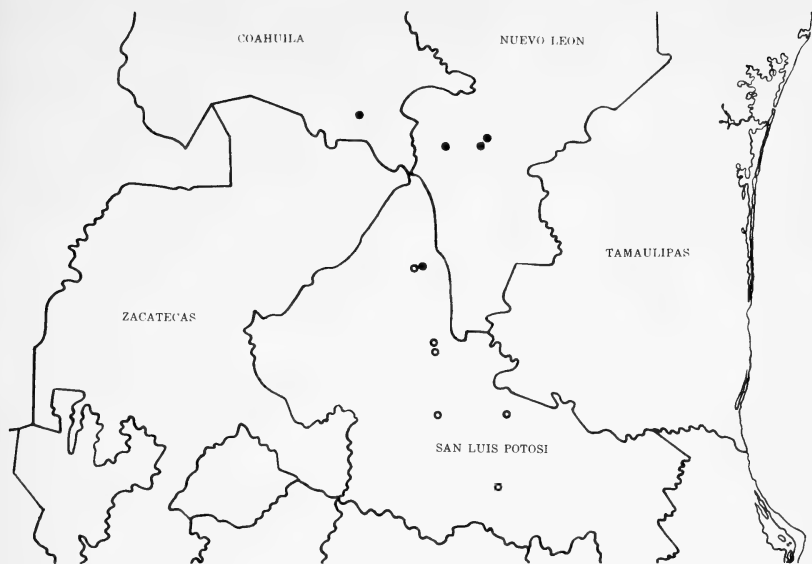 COAHUILA
NUEVO LEON
TAMAULIPAS
ZACATECAS
SAN LUIS POTOSI